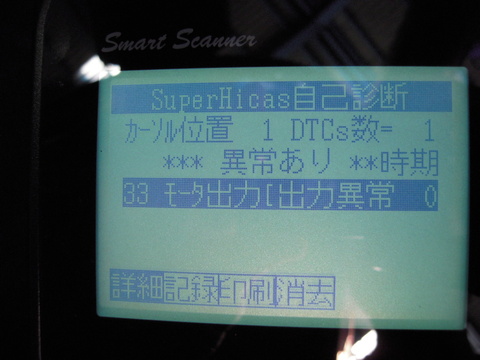 Smart Scanner
SuperHicas自己診断
カーソル位置 1 DTCs数= 1
*** 異常あり **時期
33 モータ出力[出力異常 0
詳細記録印刷消去